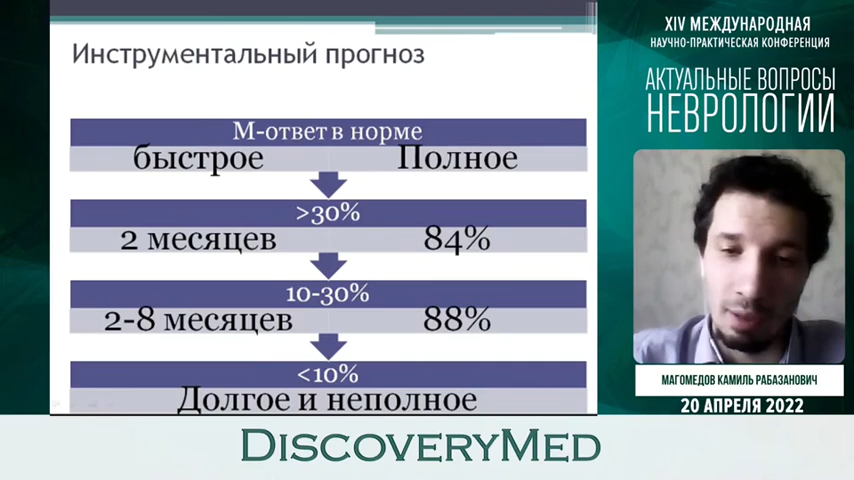 Инструментальный прогноз
М-ответ в норме
быстрое Полное
>30%
2 месяцев 84%
10-30%
2-8 месяцев 88%
<10%
Долгое и неполное
XIV МЕЖДУНАРОДНАЯ
НАУЧНО-ПРАКТИЧЕСКАЯ КОНФЕРЕНЦИЯ
АКТУАЛЬНЫЕ ВОПРОСЫ
НЕВРОЛОГИИ
МАГОМЕДОВ КАМИЛЬ РАБАЗАНОВИЧ
20 АПРЕЛЯ 2022
DISCOVERYMED